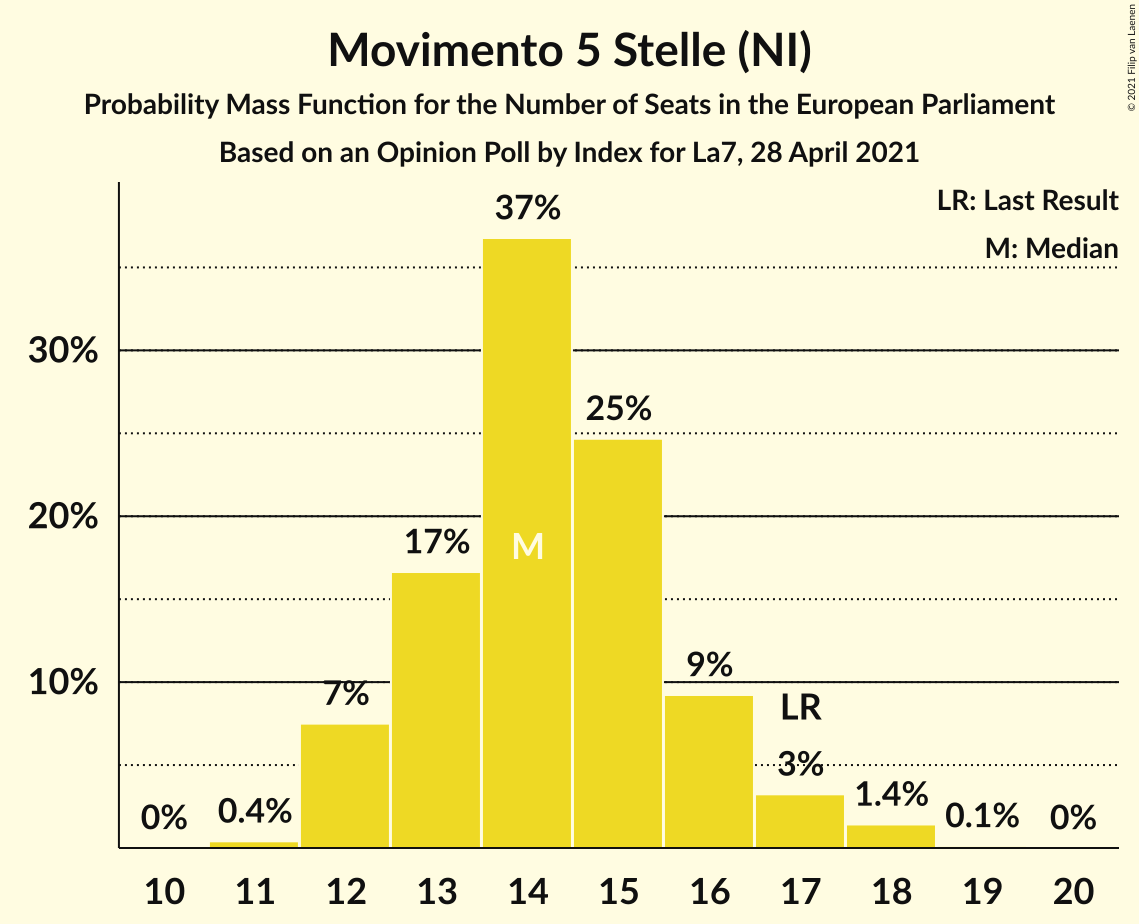 © 2021 Filip van Laenen
Movimento 5 Stelle (NI)
Probability Mass Function for the Number of Seats in the European Parliament
Based on an Opinion Poll by Index for La7, 28 April 2021
LR: Last Result
M: Median
37%
30%
25%
20%
17%
M
9%
10%
7%
LR
3%
1.4%
0%
0.4%
0.1%
0%
10 11 12 13 14 15 16 17 18 19 20